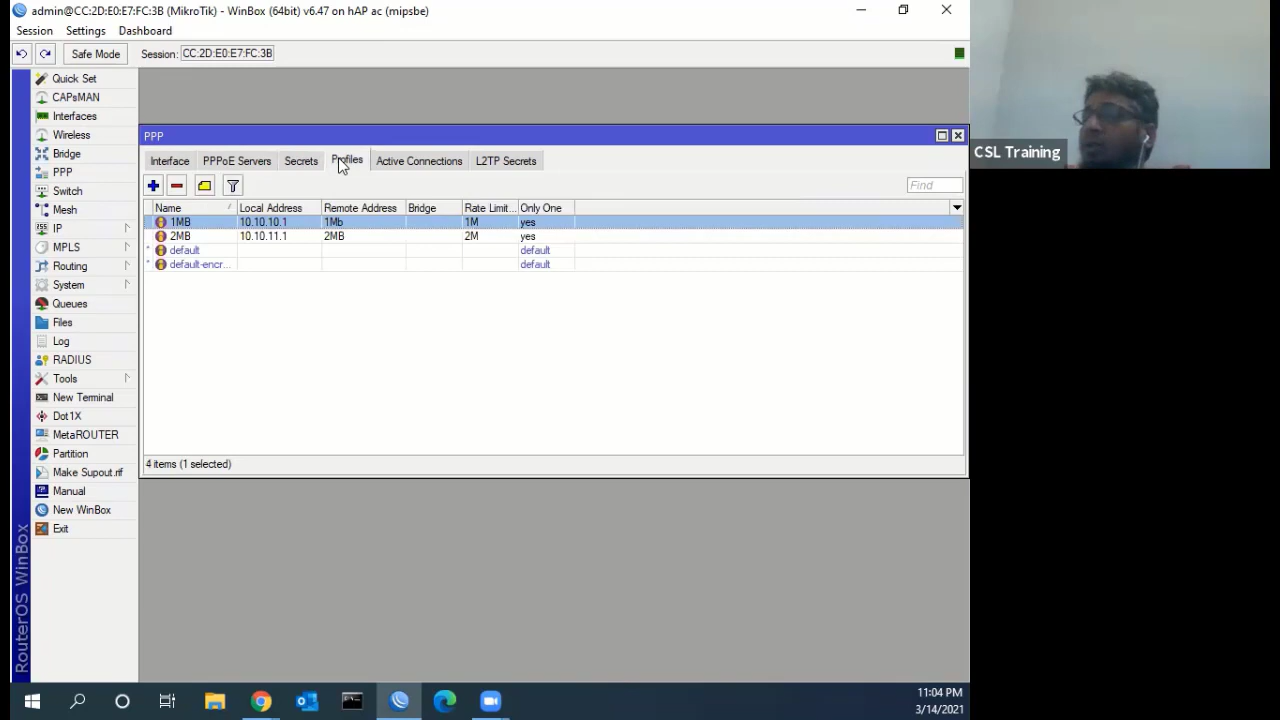 admin@CC:2D:E0:E7:FC:3B (MikroTik) - WinBox (64bit) v6.47 on hAP ac (mipsbe)
Session Settings Dashboard
Safe Mode Session: CC:2D:E0:E7:FC:3B
Quick Set
CAPsMAN
Interfaces
Wireless
Bridge
PPP
Switch
Mesh
IP
MPLS
Routing
System
Queues
Files
Log
RADIUS
Tools
New Terminal
Dot1X
MetaROUTER
Partition
Make Supout.rif
Manual
New WinBox
Exit
RouterOS WinBox
PPP
Interface PPPoE Servers Secrets Profiles Active Connections L2TP Secrets
Find
Name Local Address Remote Address Bridge Rate Limit... Only One
1MB 10.10.10.1 1Mb 1M yes
2MB 10.10.11.1 2MB 2M yes
* default default
* default-encr... default
4 items (1 selected)
CSL Training
11:04 PM
3/14/2021